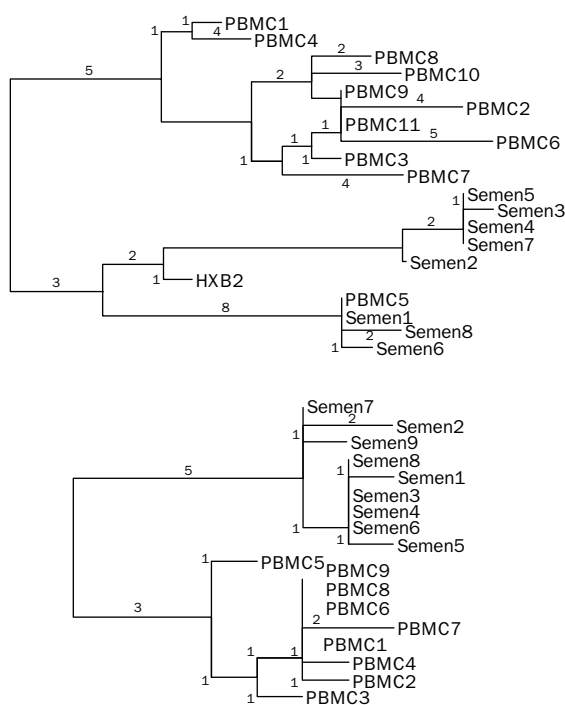 1
1
PBMC1
4
PBMC4
5
2
PBMC8
3
PBMC10
2
PBMC9
4
PBMC2
1
PBMC11
5
PBMC6
1
1
1
PBMC3
PBMC7
4
Semen5
1
Semen3
2
Semen4
Semen7
2
Semen2
3
1
HXB2
8
PBMC5
Semen1
2
Semen8
1
Semen6
Semen7
2
Semen2
1
Semen9
5
Semen8
1
Semen1
Semen3
Semen4
1
Semen6
1
Semen5
1
PBMC5
PBMC9
PBMC8
3
PBMC6
2
PBMC7
PBMC1
1
1
PBMC4
1
1
PBMC2
1
PBMC3